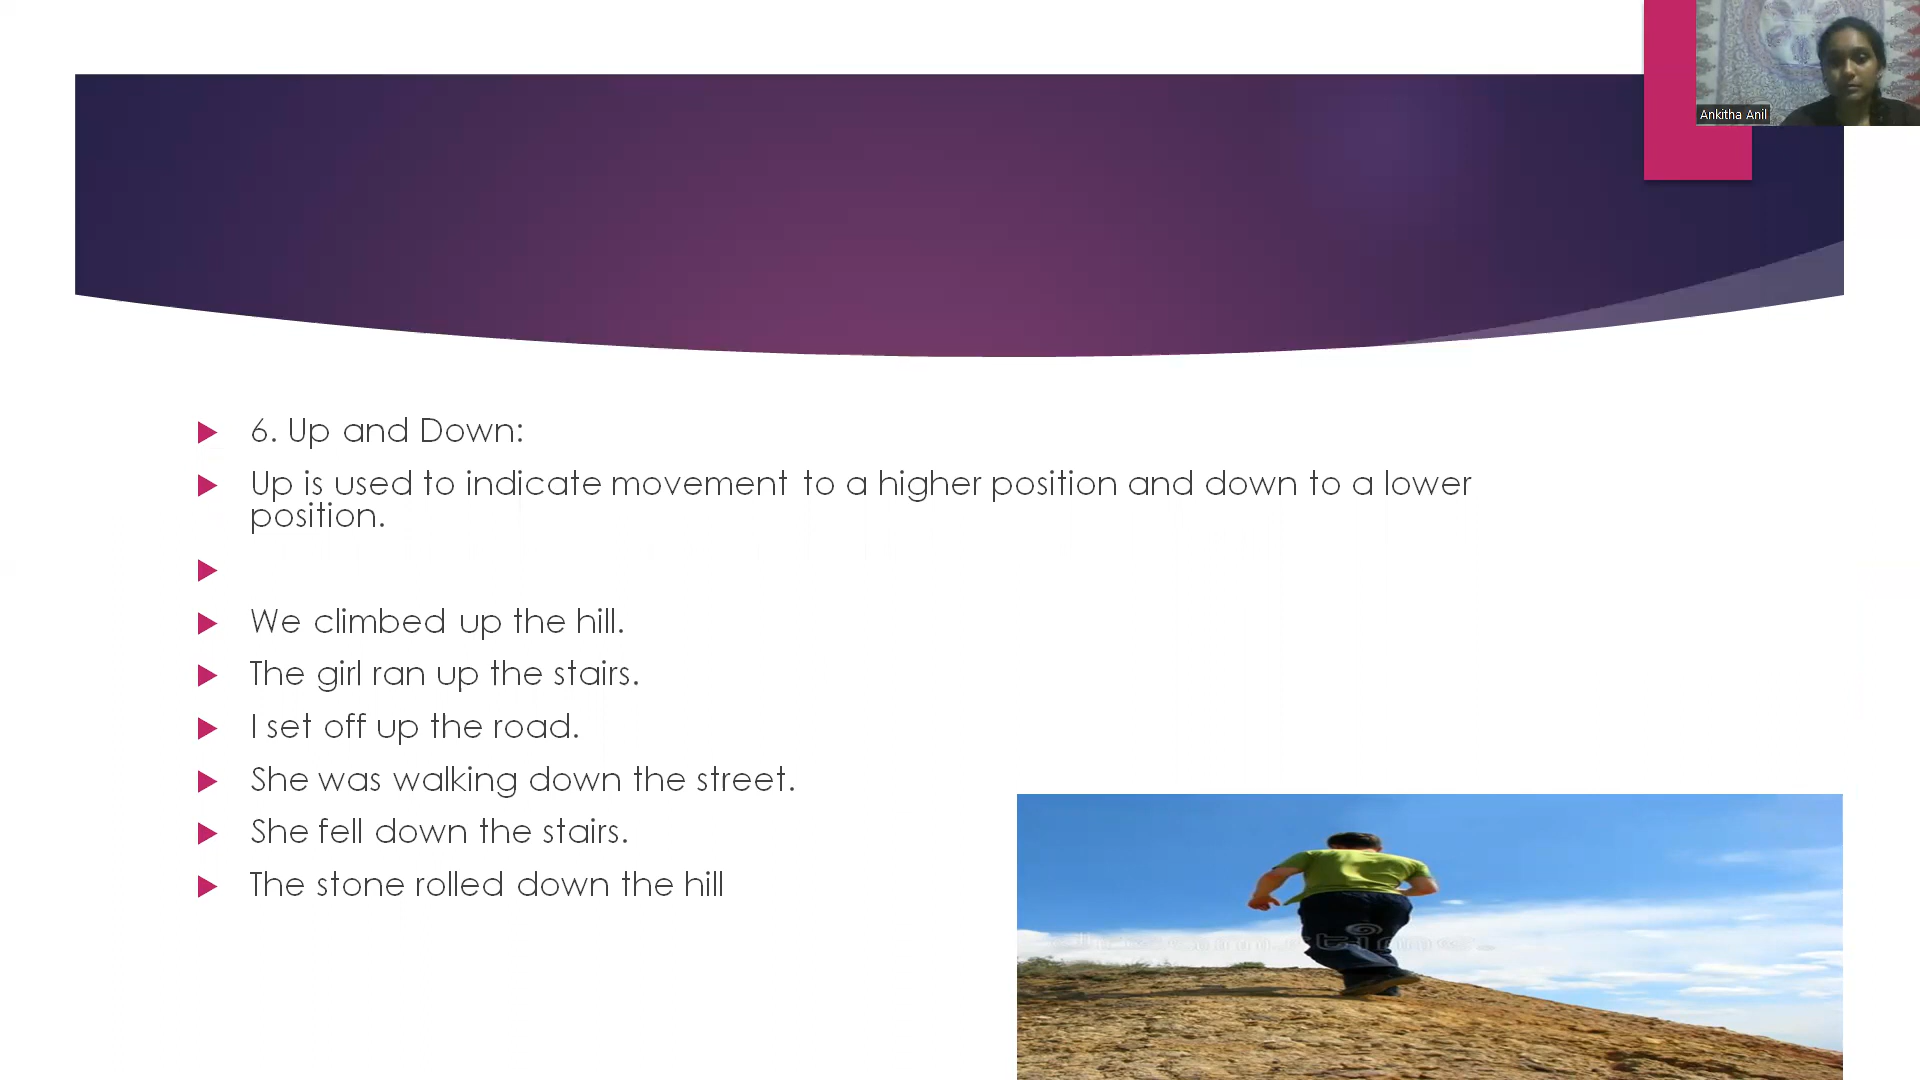 Ankitha Anil
6. Up and Down:
Up is used to indicate movement to a higher position and down to a lower
position.
We climbed up the hill.
The girl ran up the stairs.
I set off up the road.
She was walking down the street.
She fell down the stairs.
The stone rolled down the hill